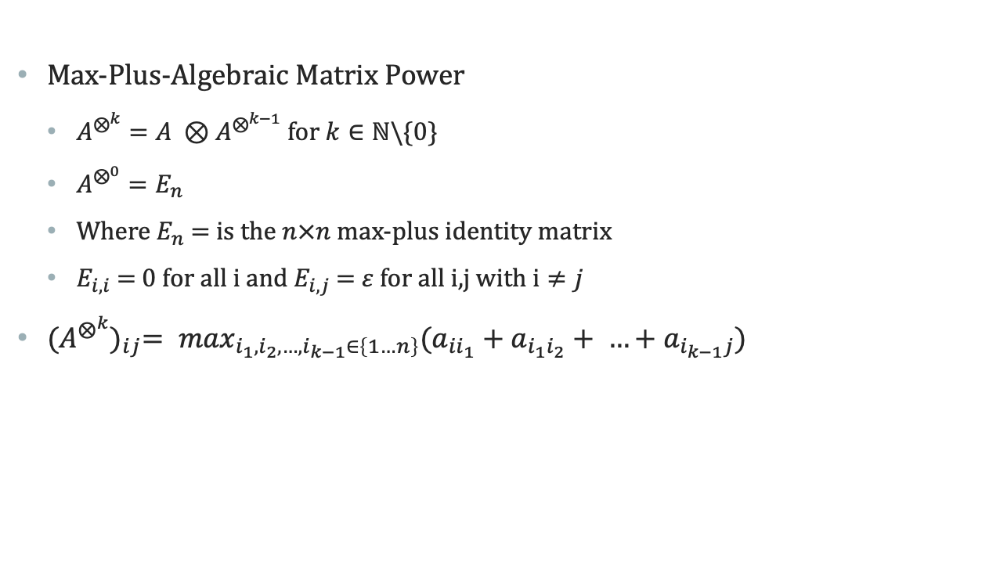 • Max-Plus-Algebraic Matrix Power
• $A^{\otimes^{k}} = A \otimes A^{\otimes^{k-1}}$ for $k \in \mathbb{N}\backslash\{0\}$
• $A^{\otimes^{0}} = E_n$
• Where $E_n =$ is the $n \times n$ max-plus identity matrix
• $E_{i,i} = 0$ for all i and $E_{i,j} = \varepsilon$ for all i,j with i $\neq j$
• $(A^{\otimes^{k}})_{ij} = max_{i_1,i_2,\ldots,i_{k-1} \in \{1 \ldots n\}}(a_{ii_1} + a_{i_1i_2} + \ldots + a_{i_{k-1}j})$